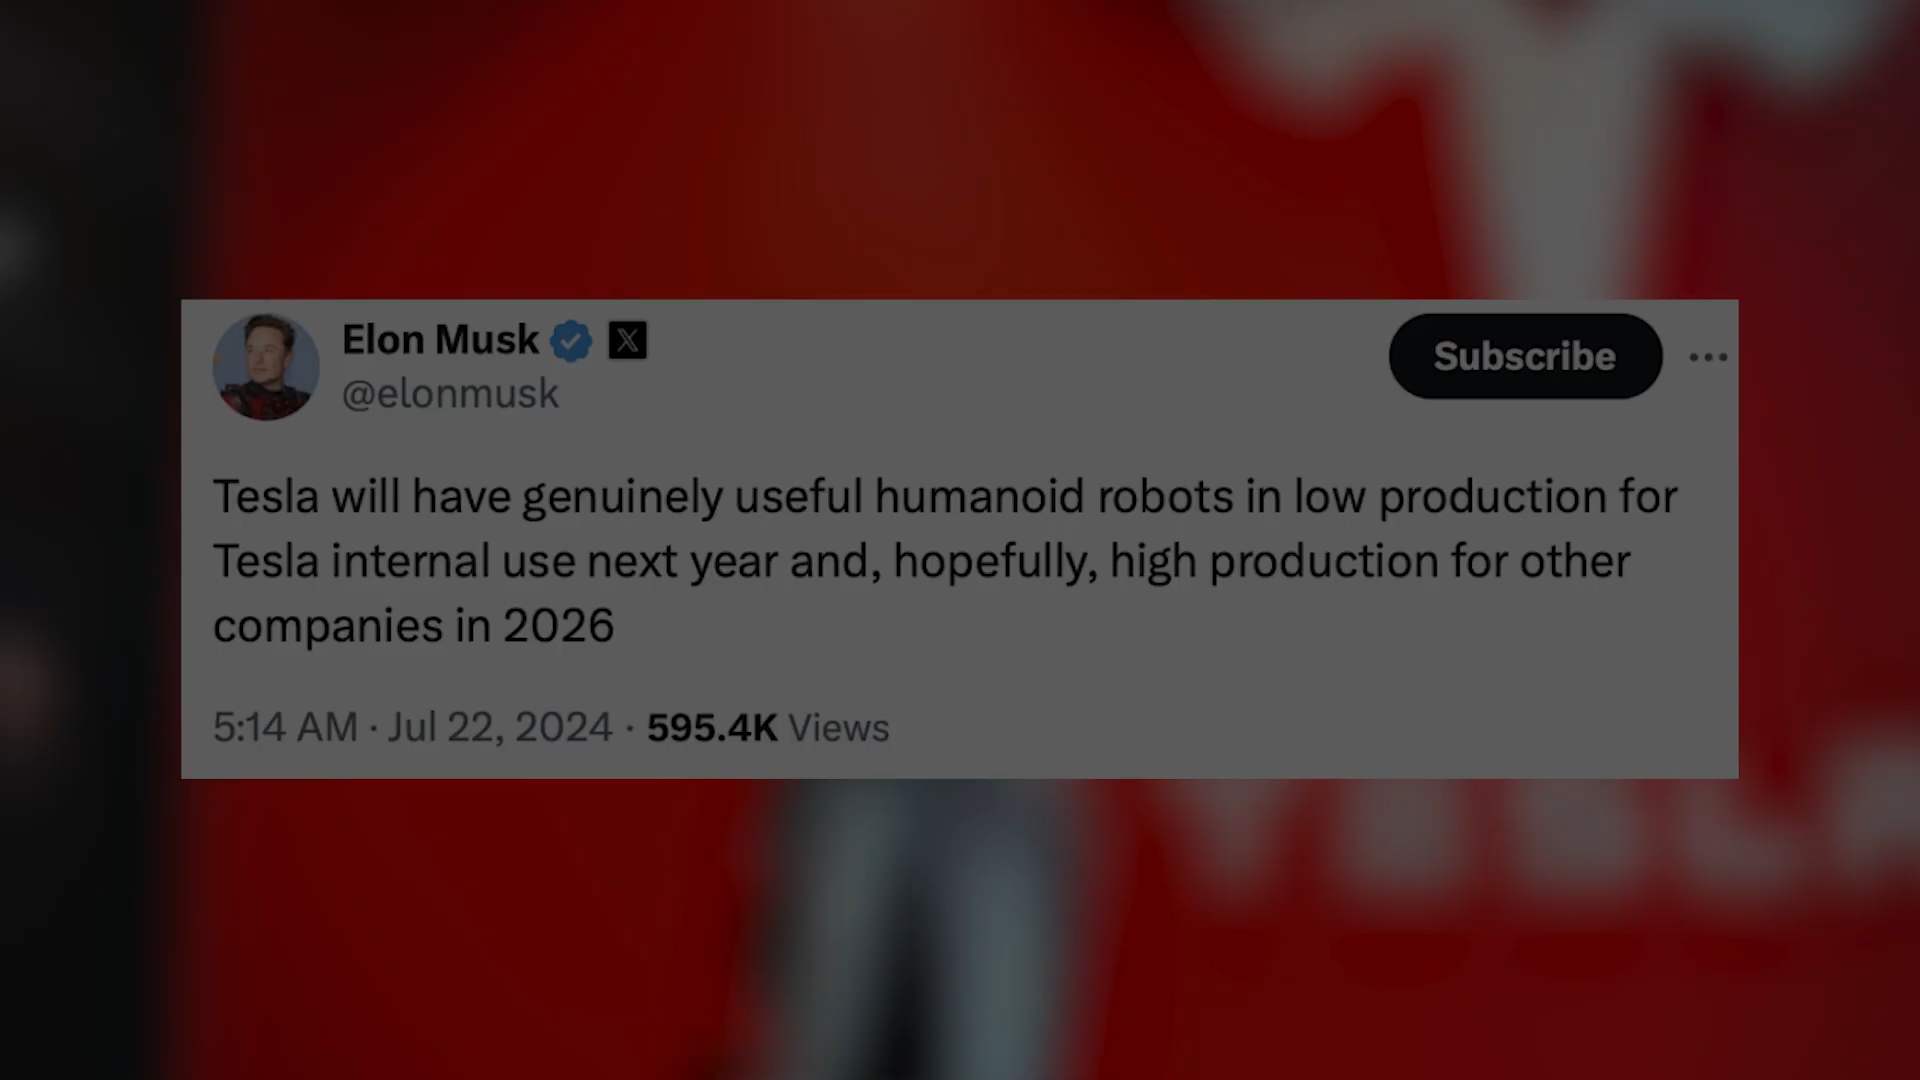 Elon Musk
@elonmusk
Subscribe
Tesla will have genuinely useful humanoid robots in low production for
Tesla internal use next year and, hopefully, high production for other
companies in 2026
5:14 AM · Jul 22, 2024 · 595.4K Views